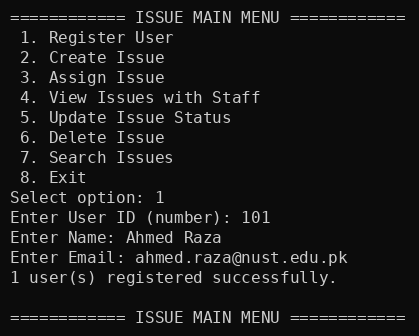 ============ ISSUE MAIN MENU ============
1. Register User
2. Create Issue
3. Assign Issue
4. View Issues with Staff
5. Update Issue Status
6. Delete Issue
7. Search Issues
8. Exit
Select option: 1
Enter User ID (number): 101
Enter Name: Ahmed Raza
Enter Email: ahmed.raza@nust.edu.pk
1 user(s) registered successfully.
============ ISSUE MAIN MENU ============